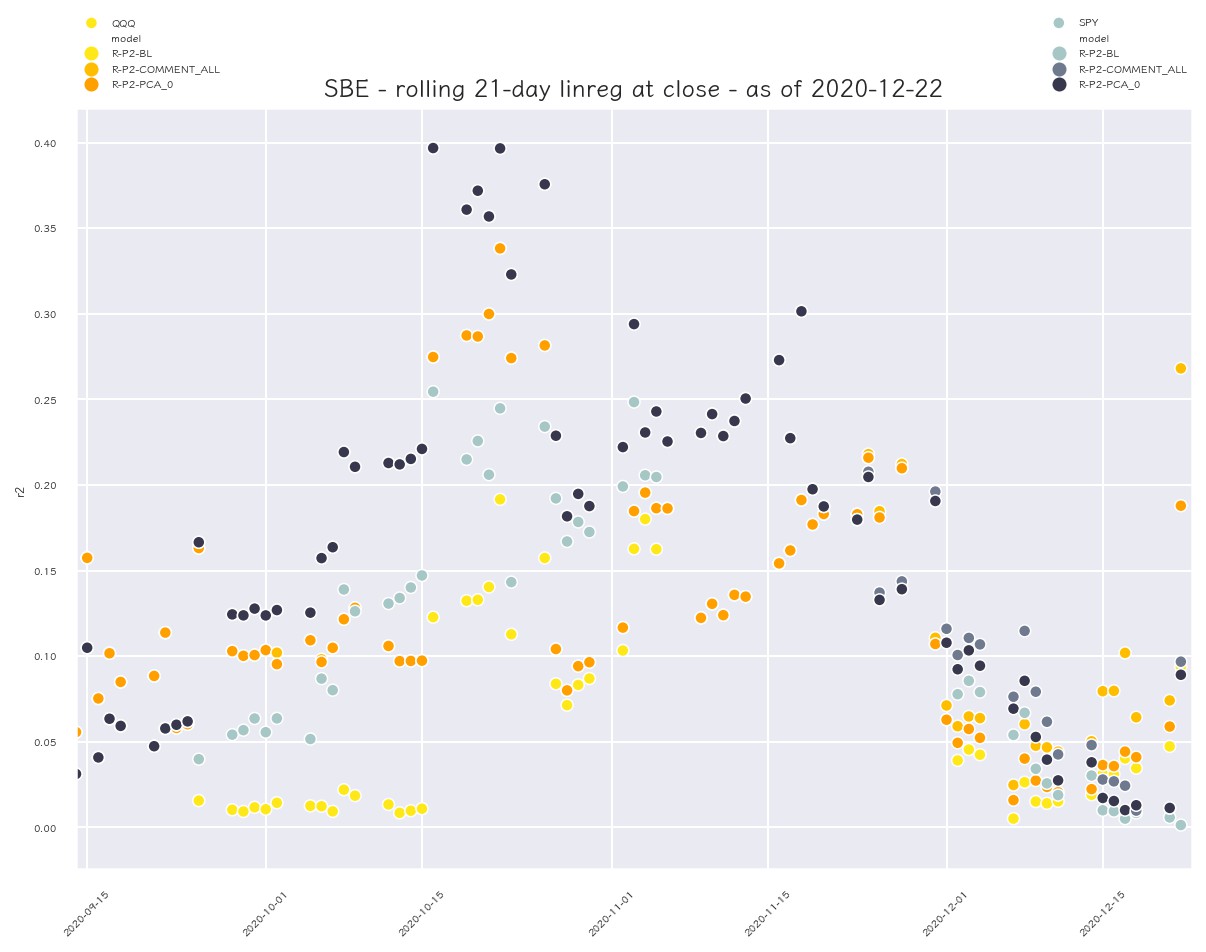 QQQ
model
R-P2-BL
R-P2-COMMENT_ALL
R-P2-PCA_0
SPY
model
R-P2-BL
R-P2-COMMENT_ALL
R-P2-PCA_0
SBE - rolling 21-day linreg at close - as of 2020-12-22
r2
0.40
0.35
0.30
0.25
0.20
0.15
0.10
0.05
0.00
2020-09-15
2020-10-01
2020-10-15
2020-11-01
2020-11-15
2020-12-01
2020-12-15